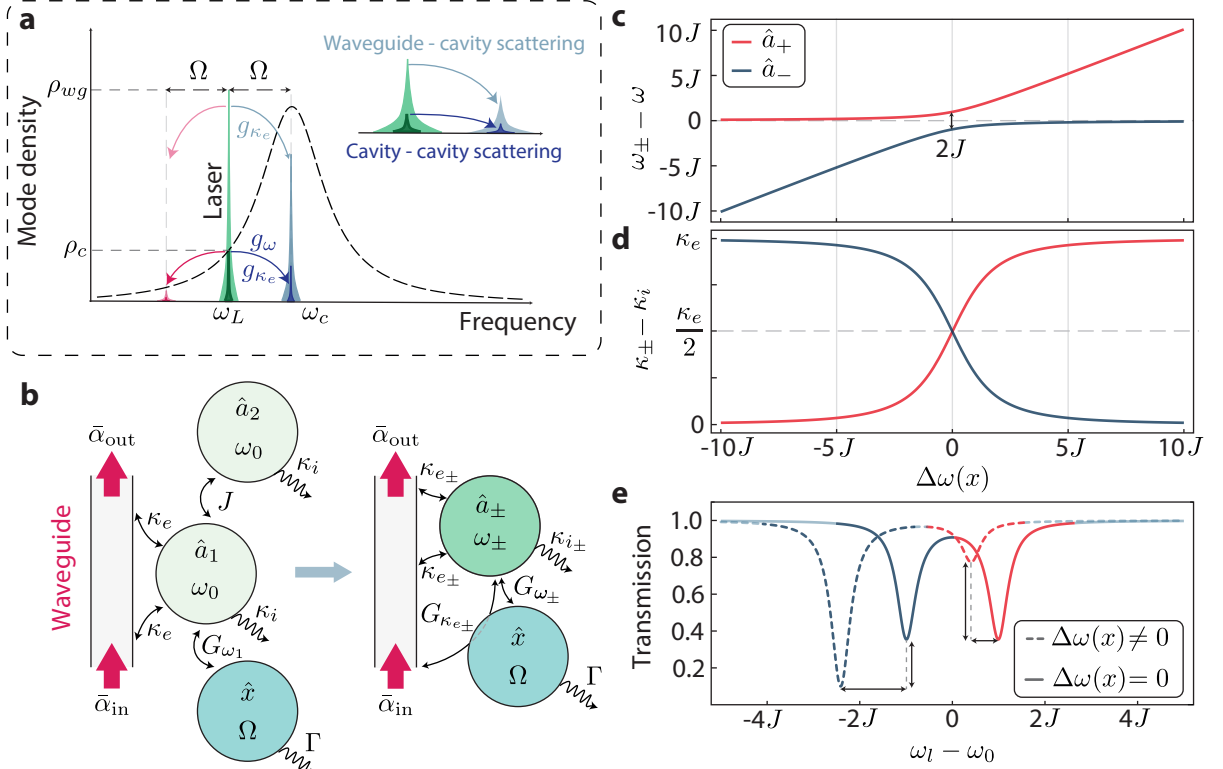 a
Waveguide - cavity scattering
Cavity - cavity scattering
Mode density
ρ_wg
ρ_c
Ω Ω
g_κe
Laser
g_ω
g_κe
ω_L ω_c
Frequency
b
Waveguide
ᾱ_out
â_2
ω_0
κ_i
J
κ_e
â_1
ω_0
κ_i
κ_e
G_ω1
x̂
Ω
Γ
ᾱ_in
ᾱ_out
κ_e±
â_±
ω_±
κ_i±
κ_e±
G_ω±
G_κe±
x̂
Ω
Γ
ᾱ_in
c
â_+
â_-
ω_± − ω
10J
5J
0
-5J
-10J
2J
d
κ_± − κ_i
κ_e
κ_e/2
0
-10J -5J 0 5J 10J
Δω(x)
e
Transmission
1.0
0.8
0.6
0.4
0.2
Δω(x) ≠ 0
Δω(x) = 0
-4J -2J 0 2J 4J
ω_l − ω_0